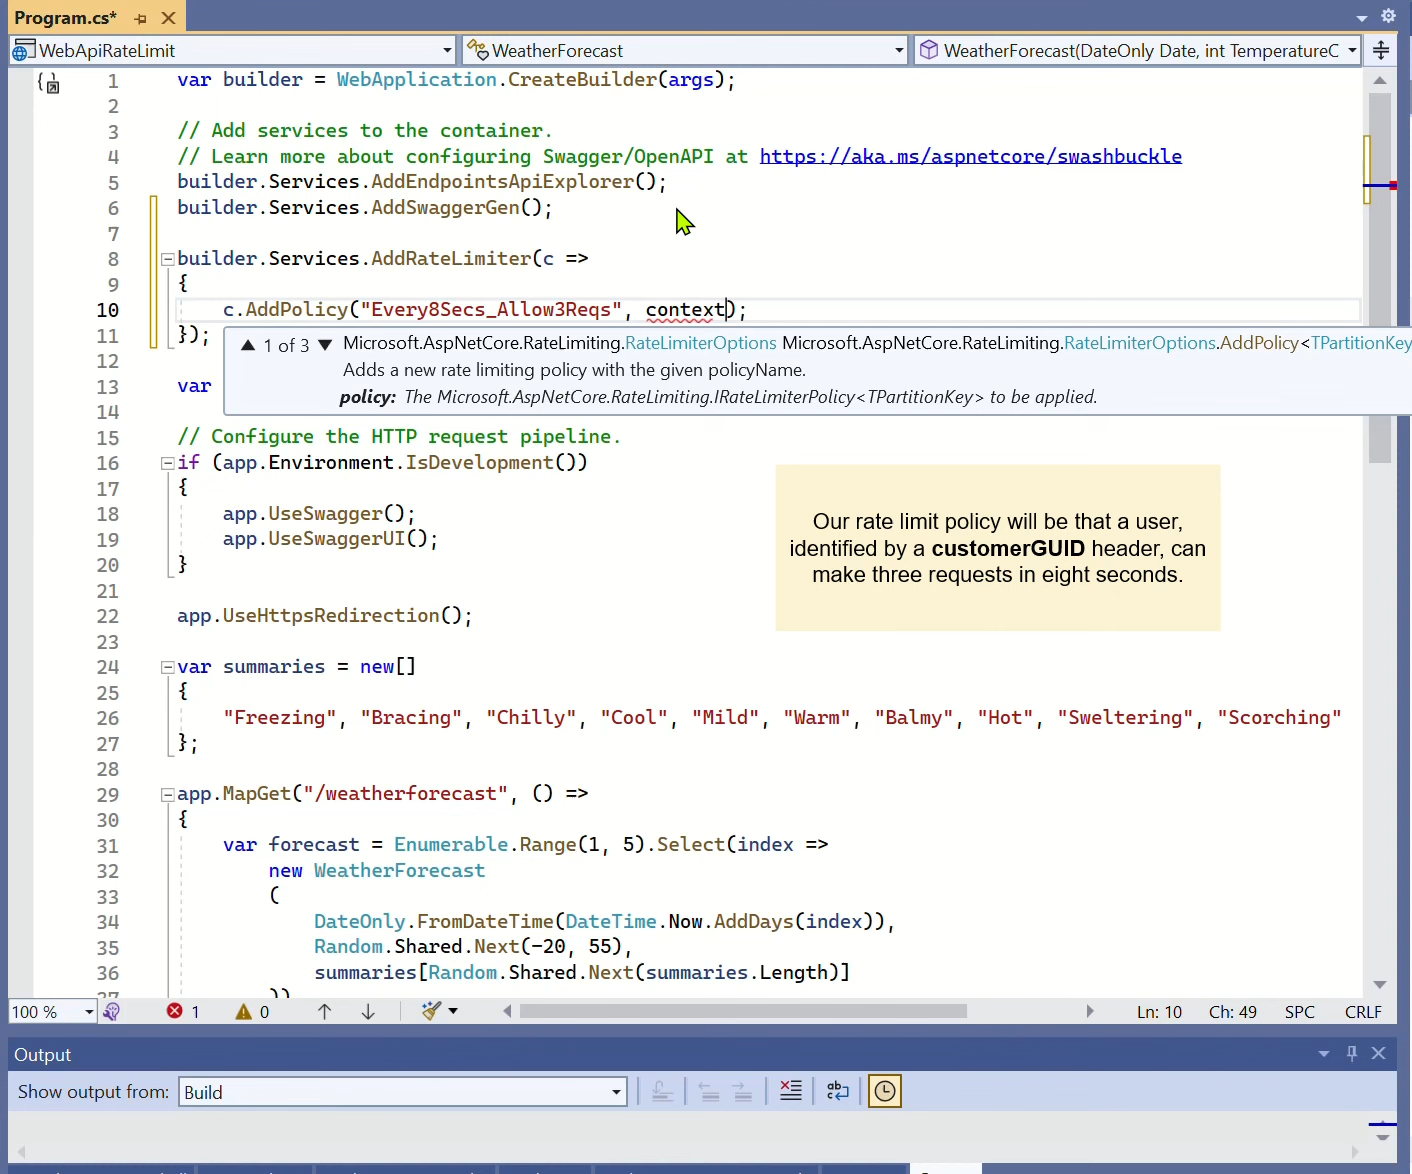 Program.cs*
WebApiRateLimit
WeatherForecast
WeatherForecast(DateOnly Date, int TemperatureC
1 var builder = WebApplication.CreateBuilder(args);
2
3 // Add services to the container.
4 // Learn more about configuring Swagger/OpenAPI at https://aka.ms/aspnetcore/swashbuckle
5 builder.Services.AddEndpointsApiExplorer();
6 builder.Services.AddSwaggerGen();
7
8 builder.Services.AddRateLimiter(c =>
9 {
10 c.AddPolicy("Every8Secs_Allow3Reqs", context);
11 });
▲ 1 of 3 ▼ Microsoft.AspNetCore.RateLimiting.RateLimiterOptions Microsoft.AspNetCore.RateLimiting.RateLimiterOptions.AddPolicy<TPartitionKey
12
Adds a new rate limiting policy with the given policyName.
13 var
policy: The Microsoft.AspNetCore.RateLimiting.IRateLimiterPolicy<TPartitionKey> to be applied.
14
15 // Configure the HTTP request pipeline.
16 if (app.Environment.IsDevelopment())
17 {
18 app.UseSwagger();
19 app.UseSwaggerUI();
20 }
21
22 app.UseHttpsRedirection();
23
Our rate limit policy will be that a user,
identified by a customerGUID header, can
make three requests in eight seconds.
24 var summaries = new[]
25 {
26 "Freezing", "Bracing", "Chilly", "Cool", "Mild", "Warm", "Balmy", "Hot", "Sweltering", "Scorching"
27 };
28
29 app.MapGet("/weatherforecast", () =>
30 {
31 var forecast = Enumerable.Range(1, 5).Select(index =>
32 new WeatherForecast
33 (
34 DateOnly.FromDateTime(DateTime.Now.AddDays(index)),
35 Random.Shared.Next(-20, 55),
36 summaries[Random.Shared.Next(summaries.Length)]
37 ))
100 % 1 0 Ln: 10 Ch: 49 SPC CRLF
Output
Show output from: Build